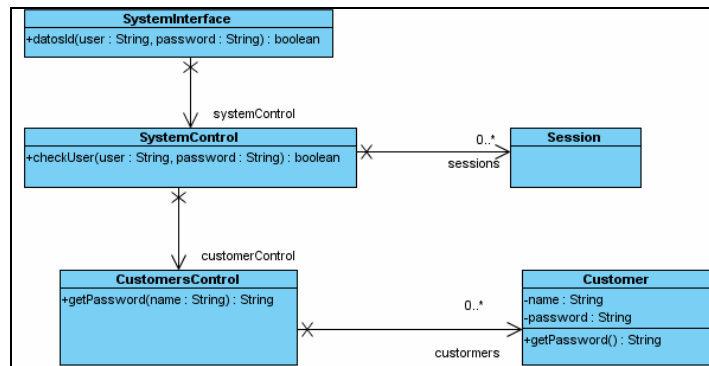 SystemInterface
+datosId(user : String, password : String) : boolean
systemControl
SystemControl
+checkUser(user : String, password : String) : boolean
0..*
sessions
Session
customerControl
CustomersControl
+getPassword(name : String) : String
0..*
custormers
Customer
-name : String
-password : String
+getPassword() : String